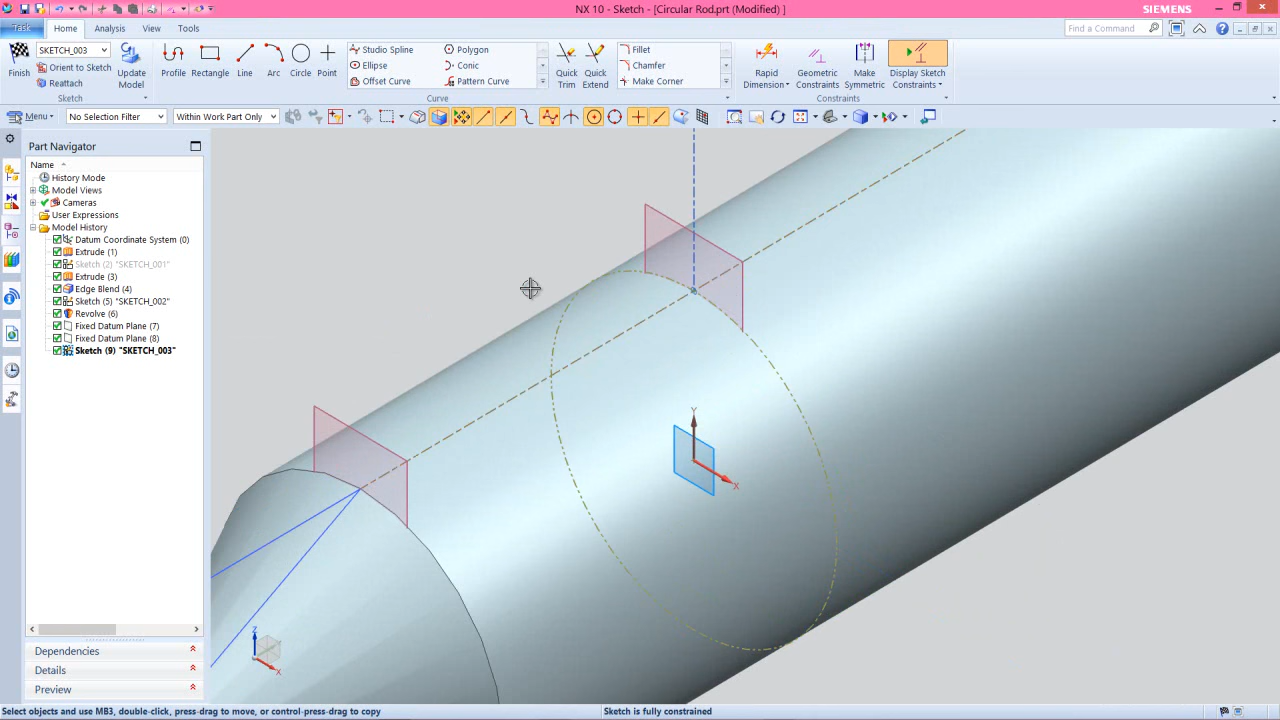 NX 10 - Sketch - [Circular Rod.prt (Modified) ]
SIEMENS
Task Home Analysis View Tools
Find a Command
SKETCH_003
Orient to Sketch
Reattach
Finish
Update Model
Sketch
Profile
Rectangle
Line
Arc
Circle
Point
Studio Spline
Ellipse
Offset Curve
Polygon
Conic
Pattern Curve
Quick Trim
Quick Extend
Fillet
Chamfer
Make Corner
Curve
Rapid Dimension
Geometric Constraints
Make Symmetric
Display Sketch Constraints
Constraints
Menu
No Selection Filter
Within Work Part Only
Part Navigator
Name
History Mode
Model Views
Cameras
User Expressions
Model History
Datum Coordinate System (0)
Extrude (1)
Sketch (2) "SKETCH_001"
Extrude (3)
Edge Blend (4)
Sketch (5) "SKETCH_002"
Revolve (6)
Fixed Datum Plane (7)
Fixed Datum Plane (8)
Sketch (9) "SKETCH_003"
Dependencies
Details
Preview
Y
X
Z
X
Select objects and use MB3, double-click, press-drag to move, or control-press-drag to copy
Sketch is fully constrained